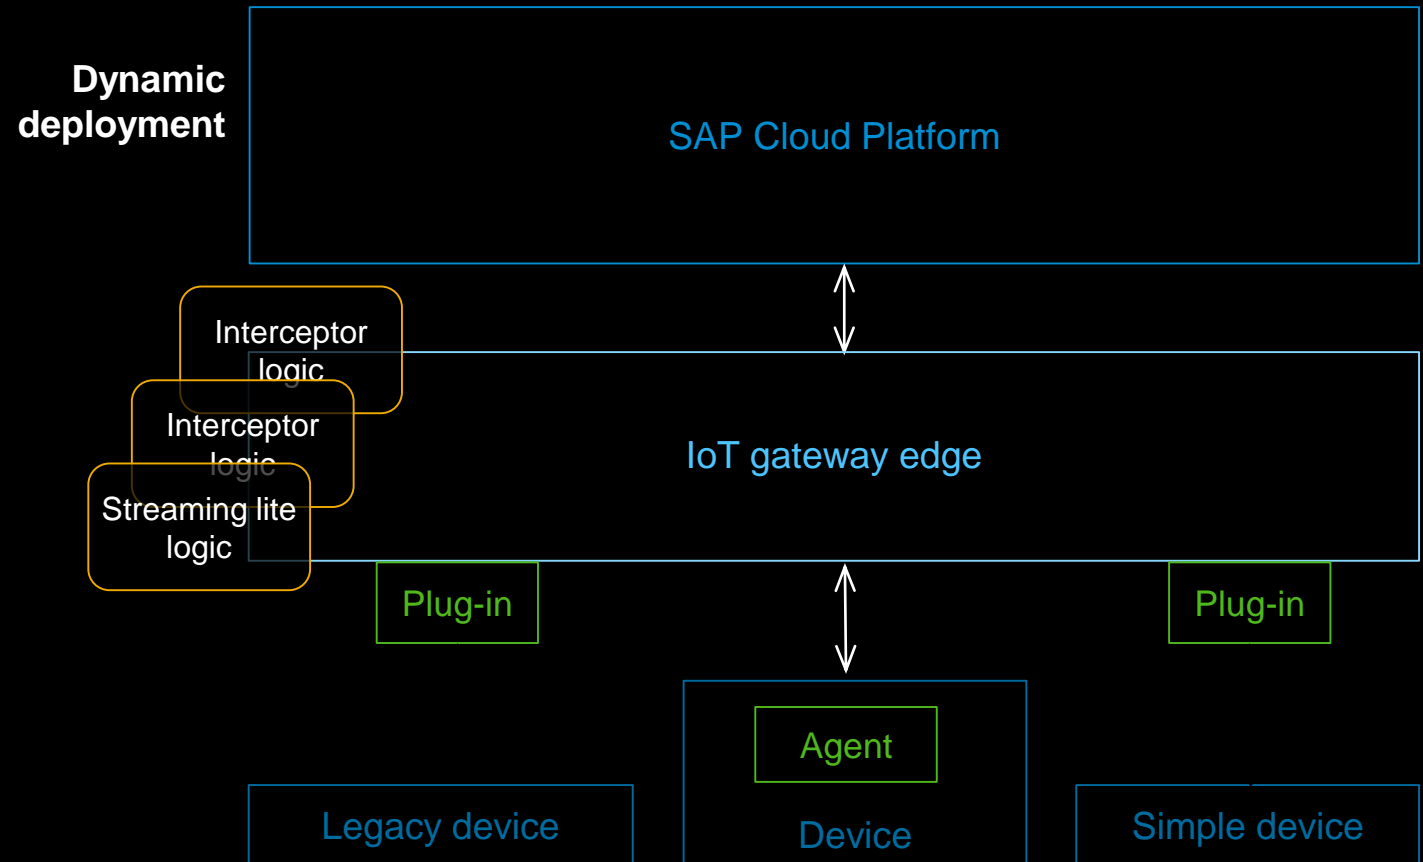 Dynamic
deployment
SAP Cloud Platform
Interceptor
logic
Interceptor
logic
Streaming lite
logic
IoT gateway edge
Plug-in
Plug-in
Agent
Legacy device
Device
Simple device